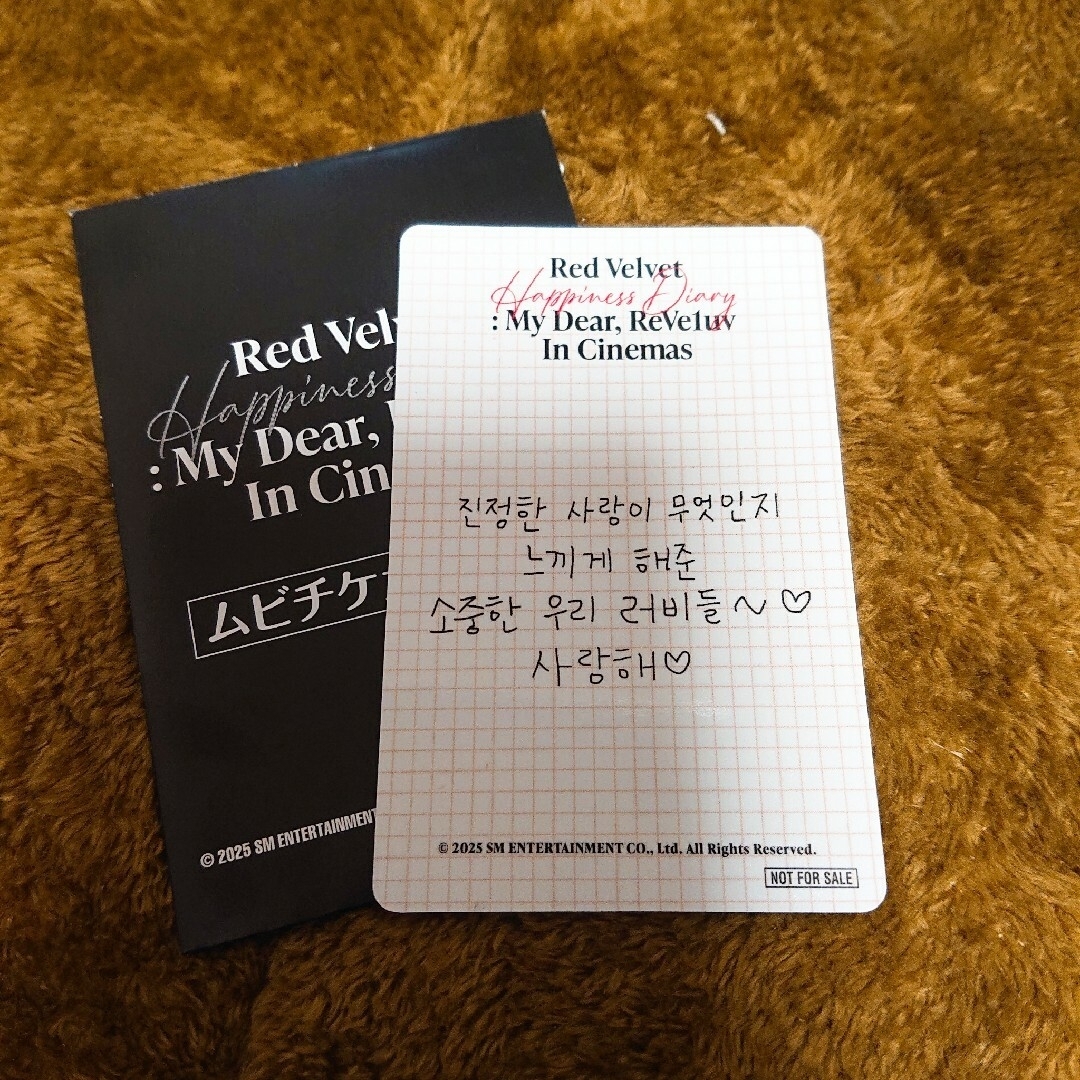 Red Vel
Happiness
: My Dear,
In Cin
ムビチケ
© 2025 SM ENTERTAINMENT
Red Velvet
Happiness Diary
: My Dear, ReVe1uv
In Cinemas
진정한 사랑이 무엇인지
느끼게 해준
소중한 우리 러비들~♡
사랑해♡
© 2025 SM ENTERTAINMENT CO., Ltd. All Rights Reserved.
NOT FOR SALE